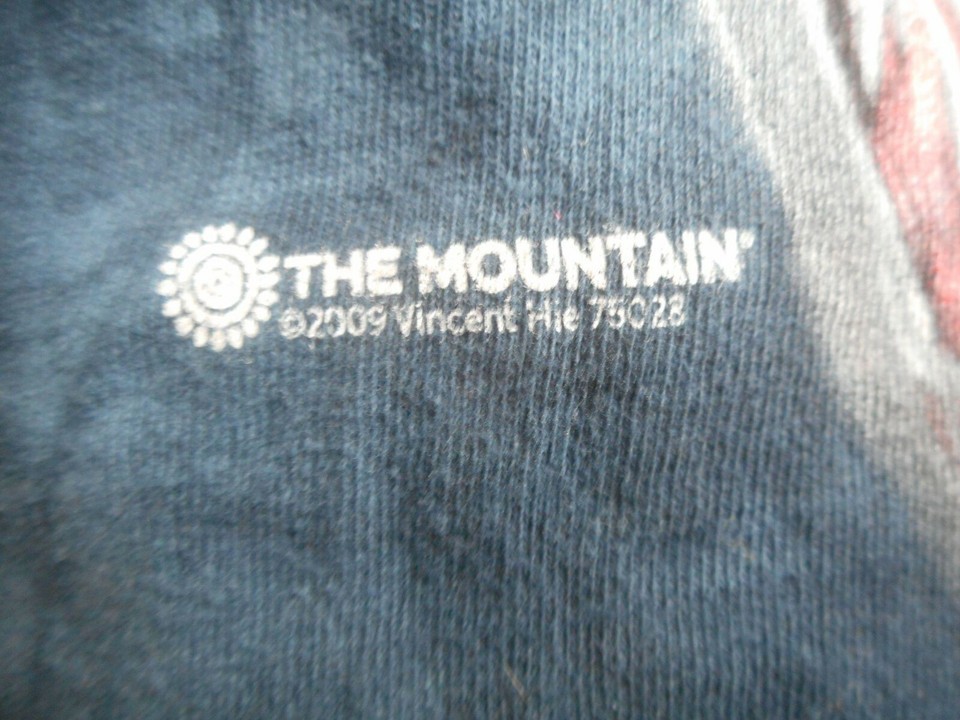 THE MOUNTAIN®
©2009 Vincent Hie 75028